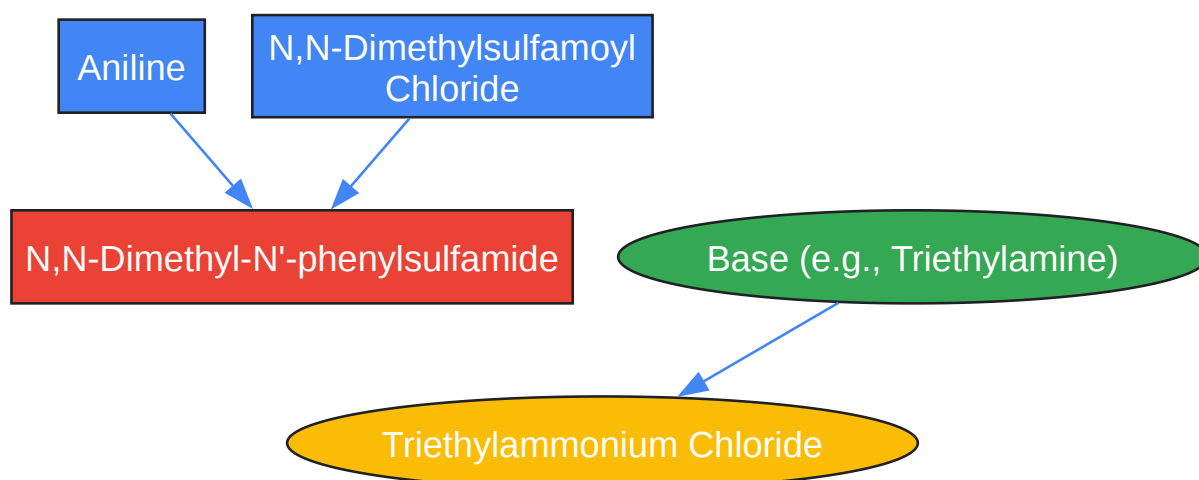 Aniline
N,N-Dimethylsulfamoyl
Chloride
N,N-Dimethyl-N'-phenylsulfamide
Base (e.g., Triethylamine)
Triethylammonium Chloride